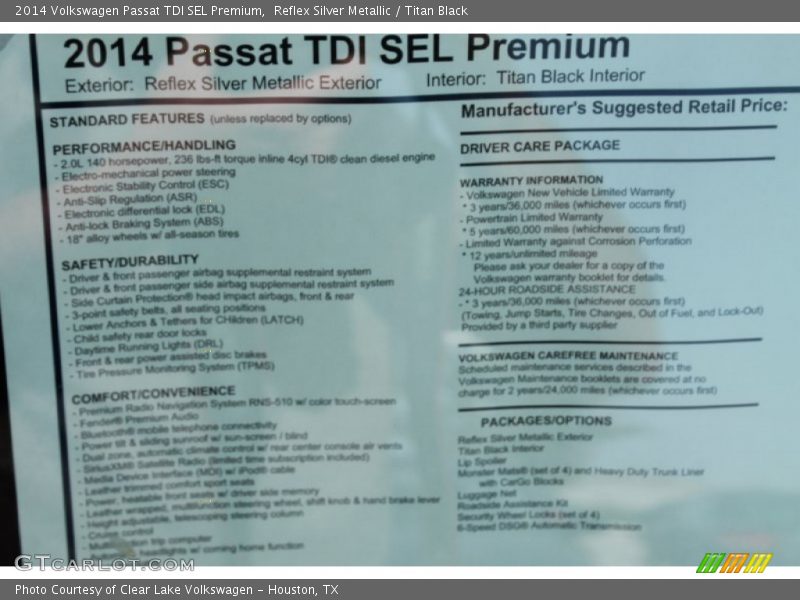 2014 Volkswagen Passat TDI SEL Premium,  Reflex Silver Metallic / Titan Black
2014 Passat TDI SEL Premium
Exterior: Reflex Silver Metallic Exterior    Interior: Titan Black Interior
STANDARD FEATURES (unless replaced by options)
PERFORMANCE/HANDLING
- 2.0L 140 horsepower, 236 lbs-ft torque inline 4cyl TDI® clean diesel engine
- Electro-mechanical power steering
- Electronic Stability Control (ESC)
- Anti-Slip Regulation (ASR)
- Electronic differential lock (EDL)
- Anti-lock Braking System (ABS)
- 18" alloy wheels w/ all-season tires
SAFETY/DURABILITY
- Driver & front passenger airbag supplemental restraint system
- Driver & front passenger side airbag supplemental restraint system
- Side Curtain Protection® head impact airbags, front & rear
- 3-point safety belts, all seating positions
- Lower Anchors & Tethers for CHildren (LATCH)
- Child safety rear door locks
- Daytime Running Lights (DRL)
- Front & rear power assisted disc brakes
- Tire Pressure Monitoring System (TPMS)
COMFORT/CONVENIENCE
- Premium Radio Navigation System RNS-510 w/ color touch-screen
- Fender® Premium Audio
- Bluetooth® mobile telephone connectivity
- Power tilt & sliding sunroof w/ sun-screen / blind
- Dual zone, automatic climate control w/ rear center console air vents
- SiriusXM® Satellite Radio (limited time subscription included)
- Media Device Interface (MDI) w/ iPod® cable
- Leather trimmed comfort sport seats
- Power, heatable front seats w/ driver side memory
- Leather wrapped, multifunction steering wheel, shift knob & hand brake lever
- Height adjustable, telescoping steering column
- Cruise control
- Multi-function trip computer
- Automatic headlights w/ coming home function
Manufacturer's Suggested Retail Price:
DRIVER CARE PACKAGE
WARRANTY INFORMATION
- Volkswagen New Vehicle Limited Warranty
* 3 years/36,000 miles (whichever occurs first)
- Powertrain Limited Warranty
* 5 years/60,000 miles (whichever occurs first)
- Limited Warranty against Corrosion Perforation
* 12 years/unlimited mileage
Please ask your dealer for a copy of the
Volkswagen warranty booklet for details.
24-HOUR ROADSIDE ASSISTANCE
- * 3 years/36,000 miles (whichever occurs first)
(Towing, Jump Starts, Tire Changes, Out of Fuel, and Lock-Out)
Provided by a third party supplier
VOLKSWAGEN CAREFREE MAINTENANCE
Scheduled maintenance services described in the
Volkswagen Maintenance booklets are covered at no
charge for 2 years/24,000 miles (whichever occurs first)
PACKAGES/OPTIONS
Reflex Silver Metallic Exterior
Titan Black Interior
Lip Spoiler
Monster Mats® (set of 4) and Heavy Duty Trunk Liner
with CarGo Blocks
Luggage Net
Roadside Assistance Kit
Security Wheel Locks (set of 4)
6-Speed DSG® Automatic Transmission
GTcarlot.com
Photo Courtesy of Clear Lake Volkswagen – Houston, TX